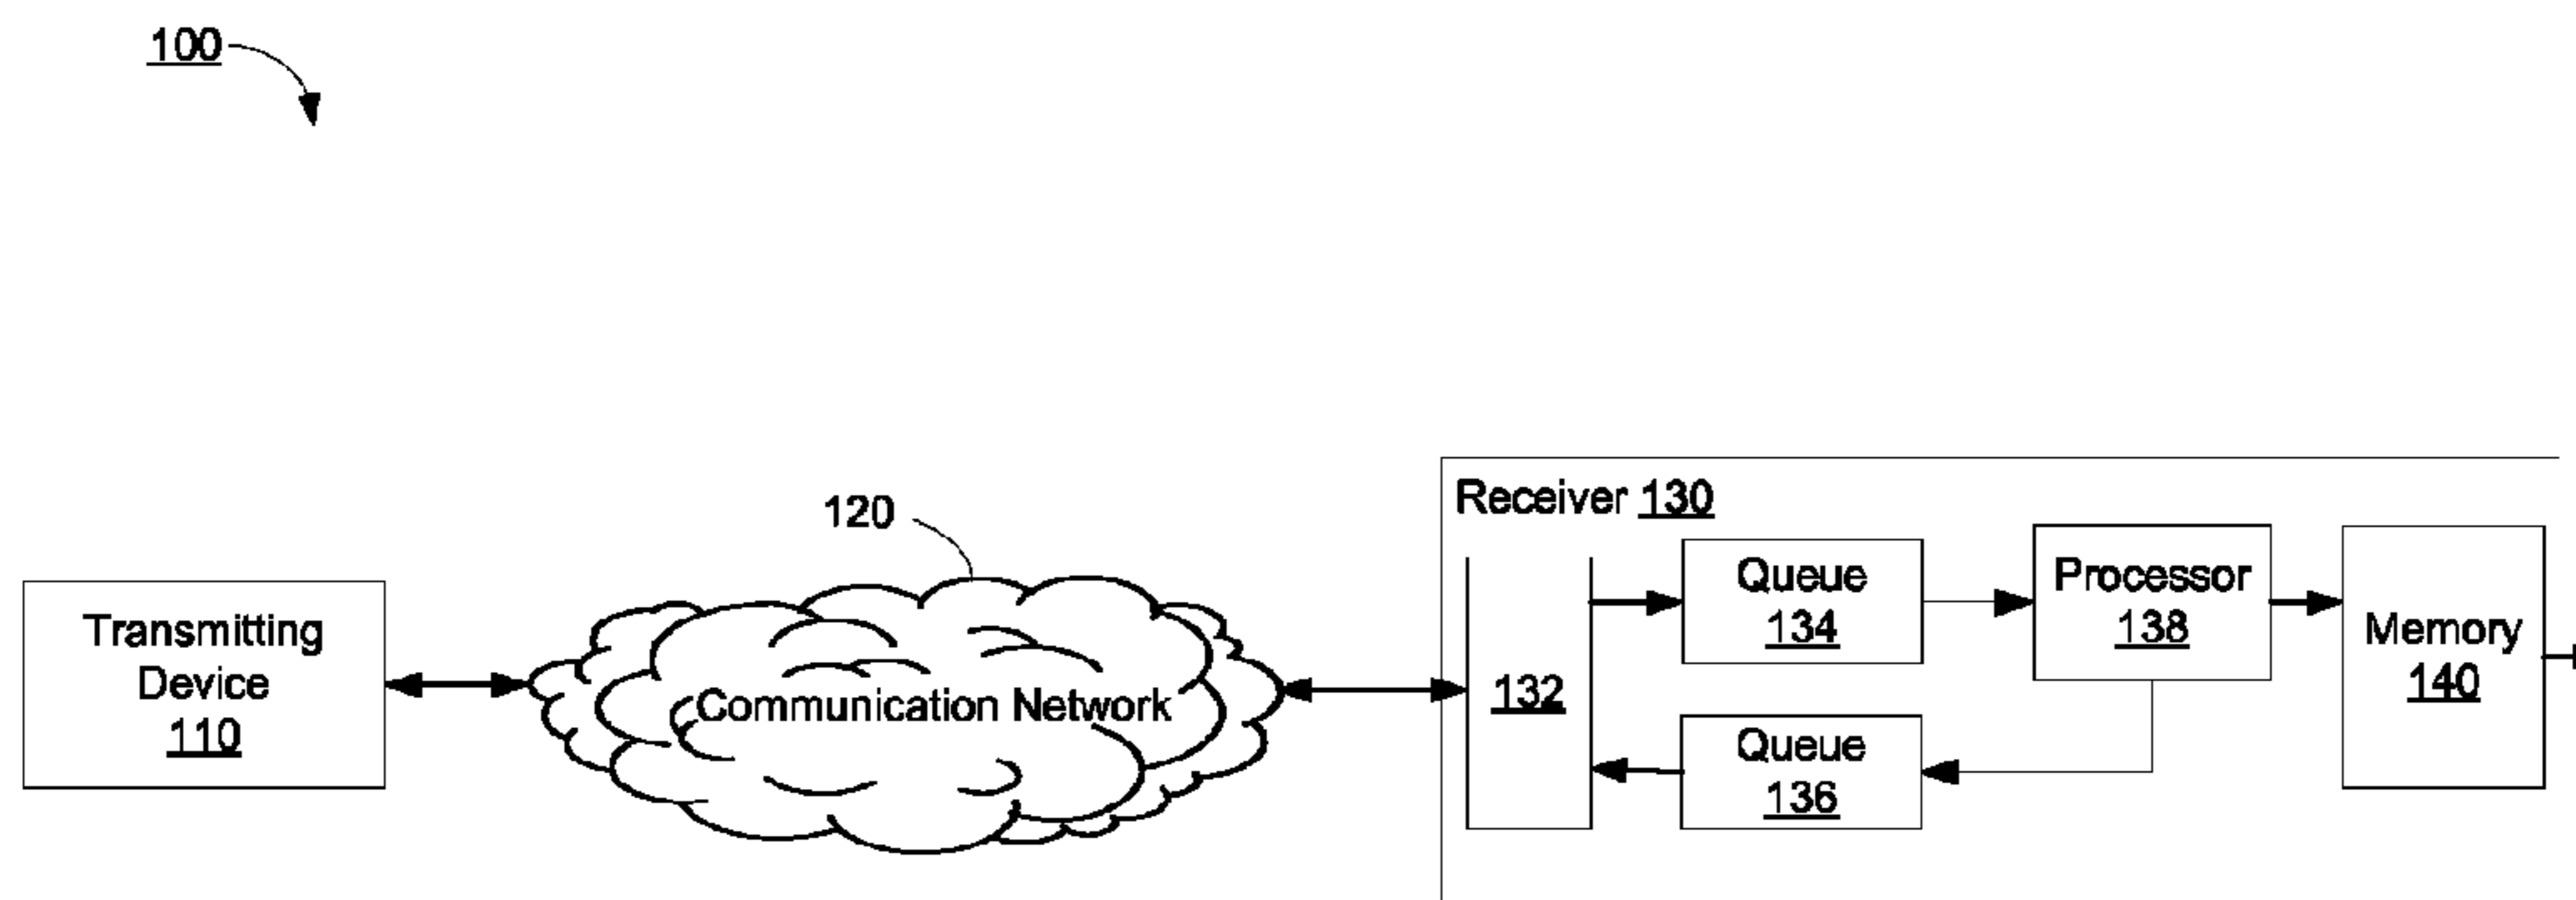 100
120
Receiver 130
Transmitting
Device
110
Communication Network
132
Queue
134
Processor
138
Memory
140
Queue
136